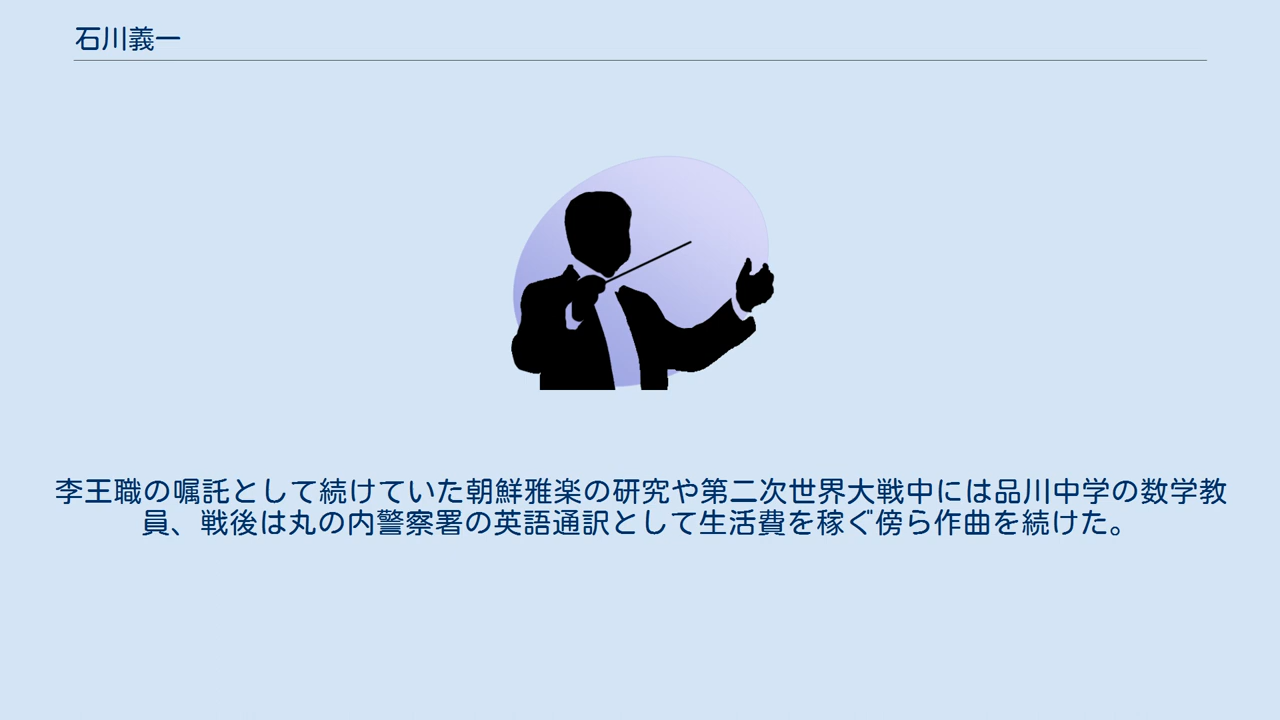 石川義一
李王職の嘱託として続けていた朝鮮雅楽の研究や第二次世界大戦中には品川中学の数学教
員、戦後は丸の内警察署の英語通訳として生活費を稼ぐ傍ら作曲を続けた。